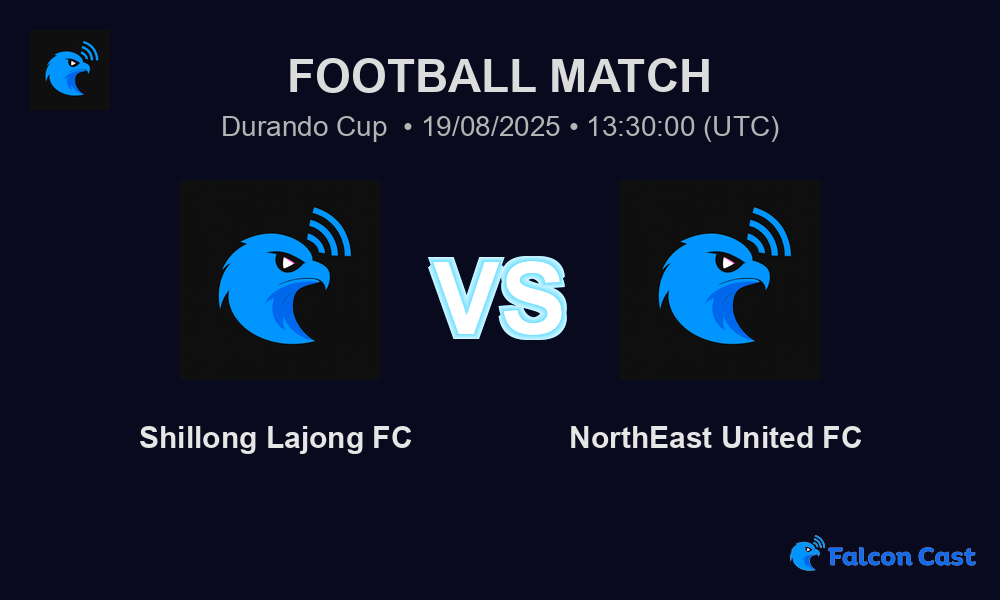 FOOTBALL MATCH
Durando Cup • 19/08/2025 • 13:30:00 (UTC)
VS
Shillong Lajong FC
NorthEast United FC
Falcon Cast